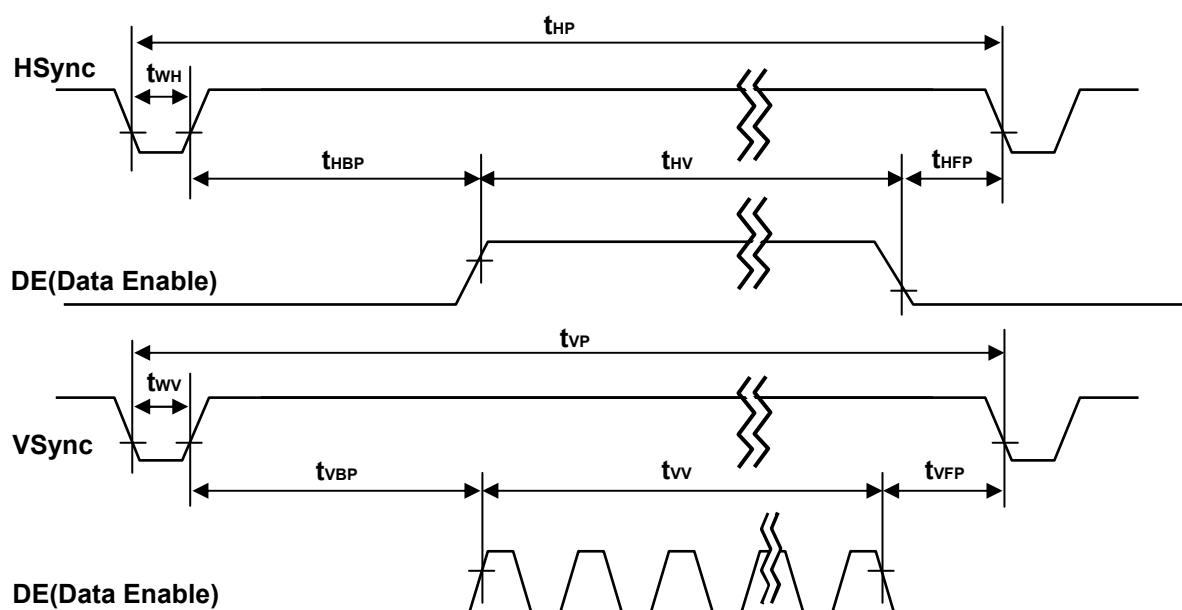 tHP
HSync
tWH
tHBP
tHV
tHFP
DE(Data Enable)
tVP
tWV
VSync
tVBP
tVV
tVFP
DE(Data Enable)